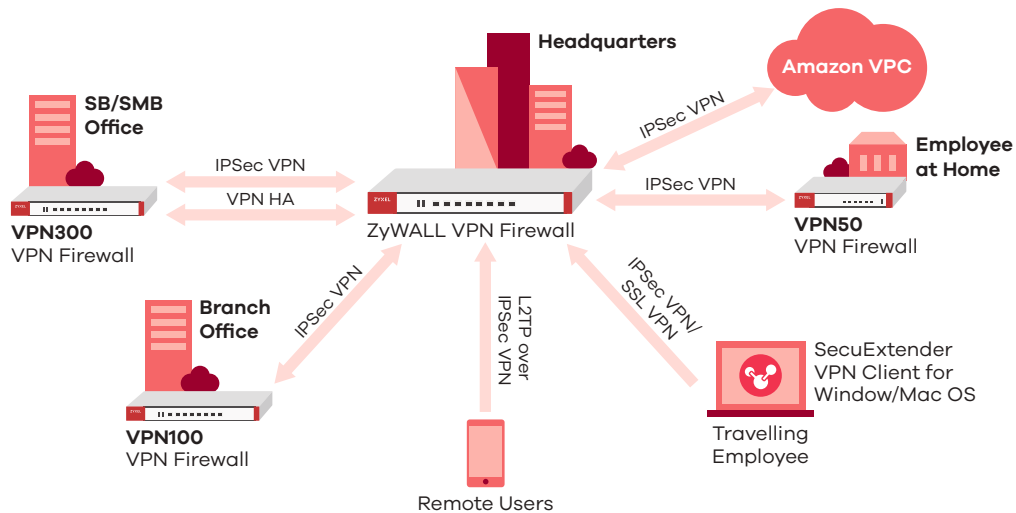 Headquarters
Amazon VPC
SB/SMB
Office
IPSec VPN
Employee
at Home
IPSec VPN
VPN HA
IPSec VPN
ZYXEL
ZYXEL
ZYXEL
VPN300
VPN Firewall
ZyWALL VPN Firewall
VPN50
VPN Firewall
IPSec VPN
L2TP over
IPSec VPN
IPSec VPN/
SSL VPN
Branch
Office
ZYXEL
VPN100
VPN Firewall
SecuExtender
VPN Client for
Window/Mac OS
Travelling
Employee
Remote Users